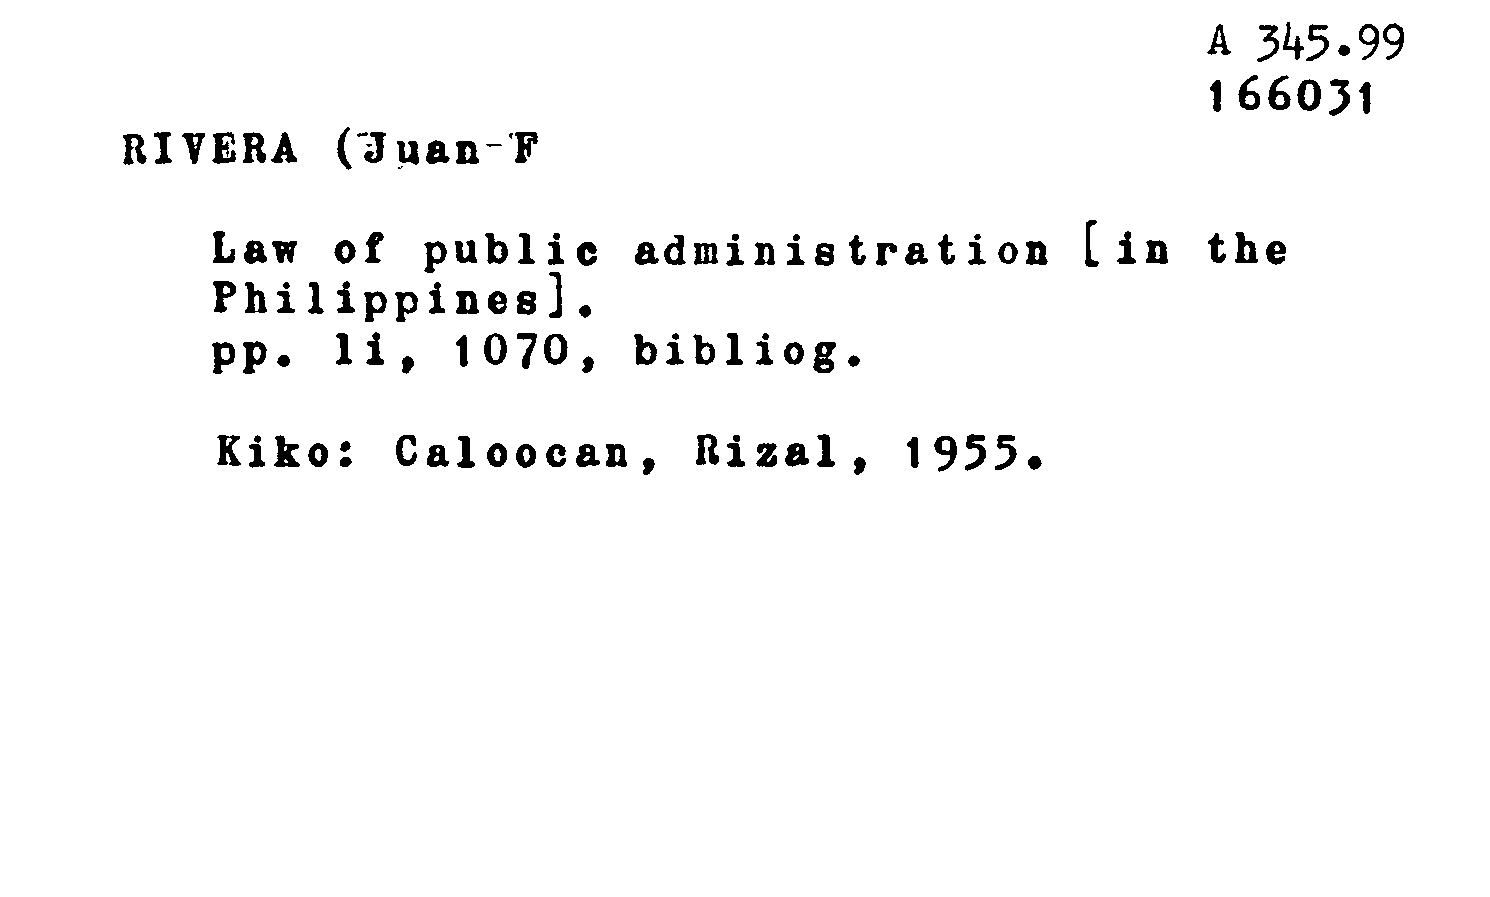 A 345.99
166031
RIVERA (Juan F
Law of public administration [in the
Philippines].
pp. li, 1070, bibliog.
Kiko: Caloocan, Rizal, 1955.